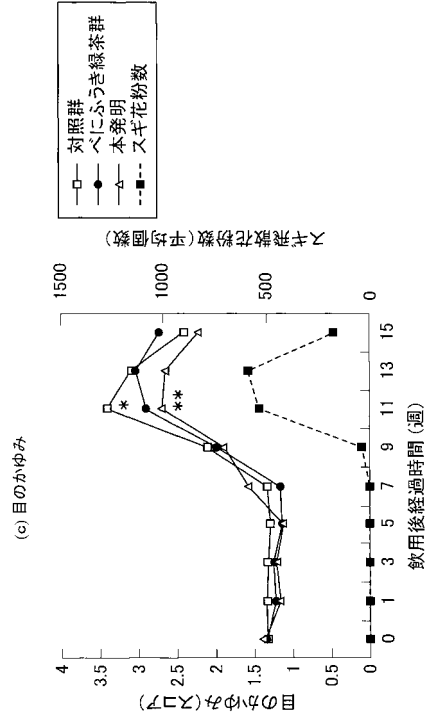 (c) 目のかゆみ
対照群
べにふうき緑茶群
本発明
スギ花粉数
目のかゆみ(スコア)
4
3.5
3
2.5
2
1.5
1
0.5
0
スギ飛散花粉数(平均個数)
1500
1000
500
0
*
**
0 1 3 5 7 9 11 13 15
飲用後経過時間(週)